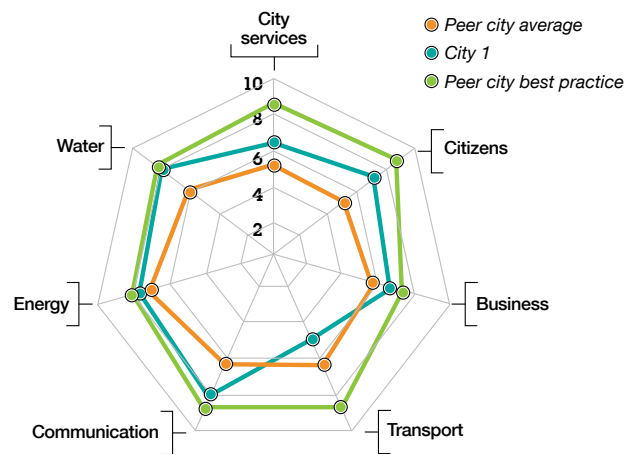 City
services
Peer city average
City 1
Peer city best practice
10
8
6
4
2
Water
Citizens
Energy
Business
Communication
Transport